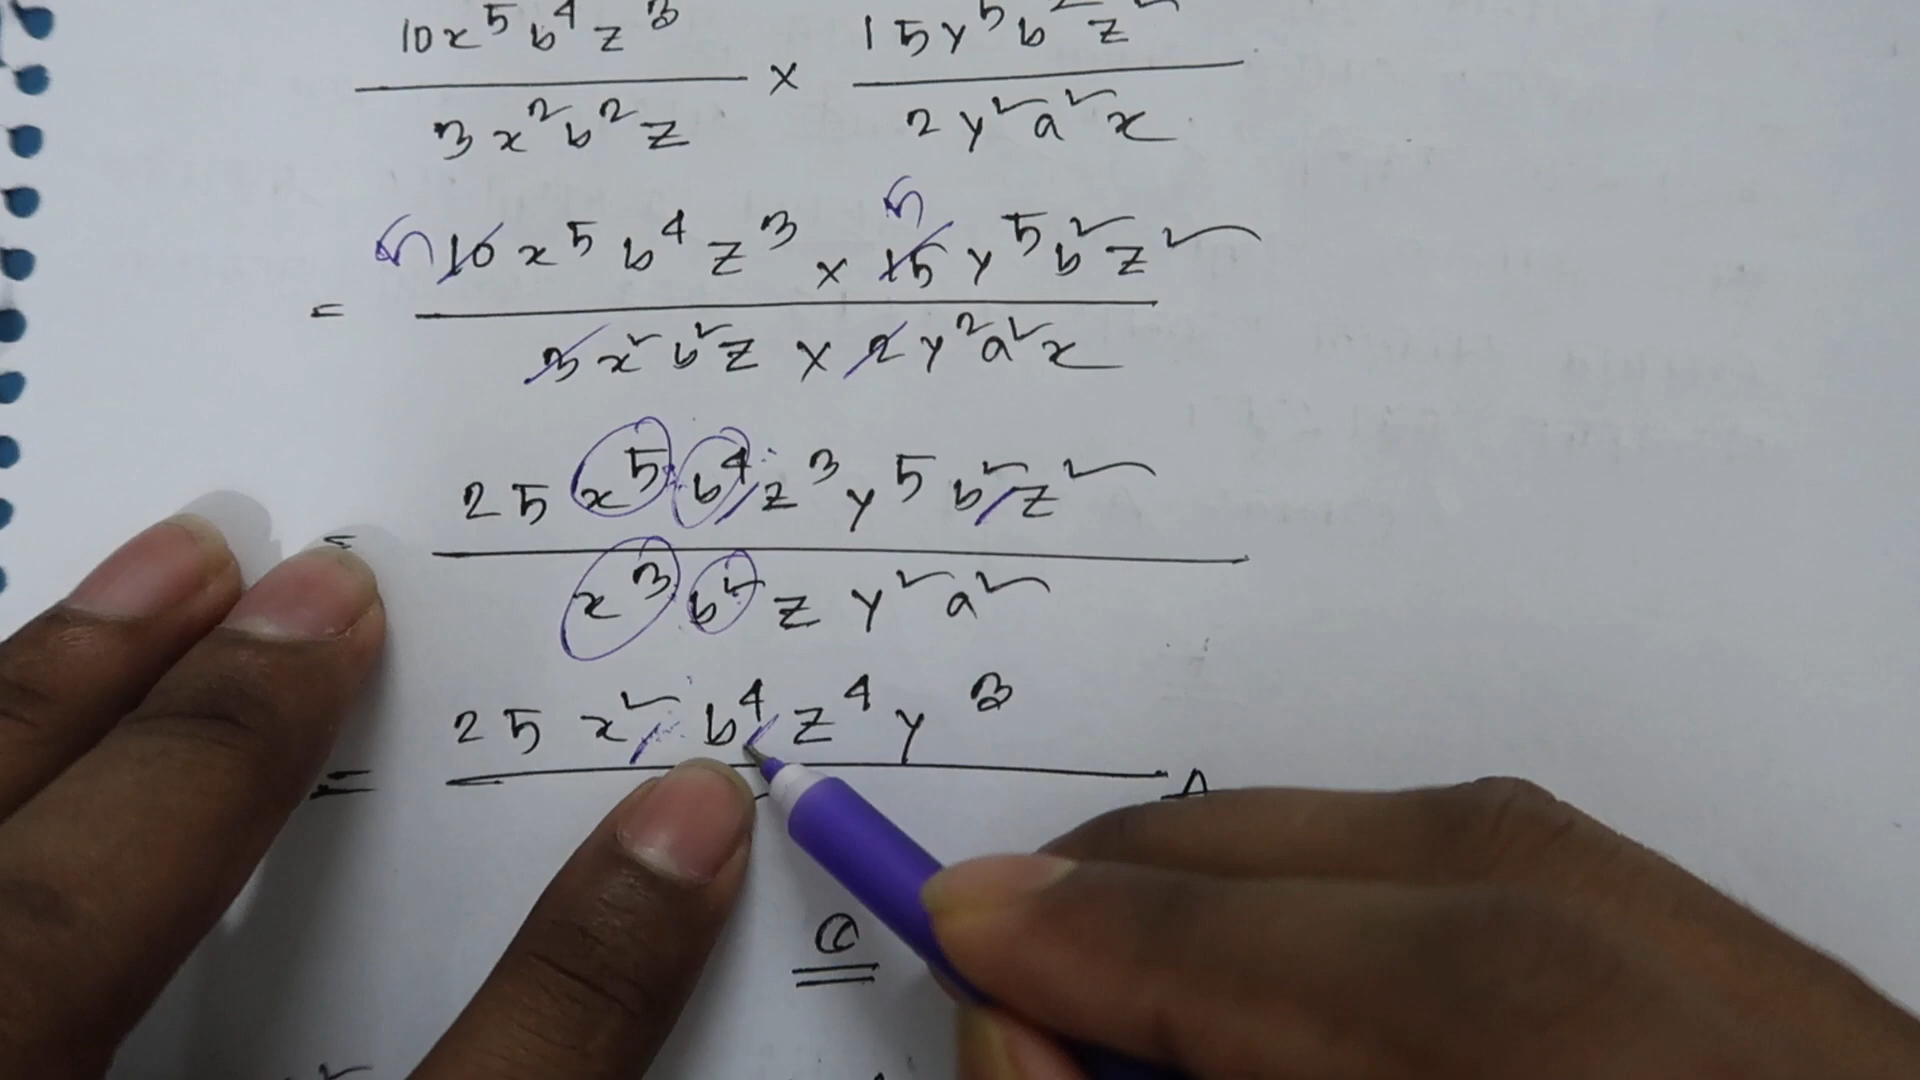 10x⁵b⁴z³ × 15y⁵b²z²
3x²b²z 2y²a²x
5 5
= 10x⁵b⁴z³ × 15y⁵b²z²
3x²b²z × 2y²a²x
= 25x⁵b⁴z³y⁵b²z²
x³b²zy²a²
= 25x²b⁴z⁴y³